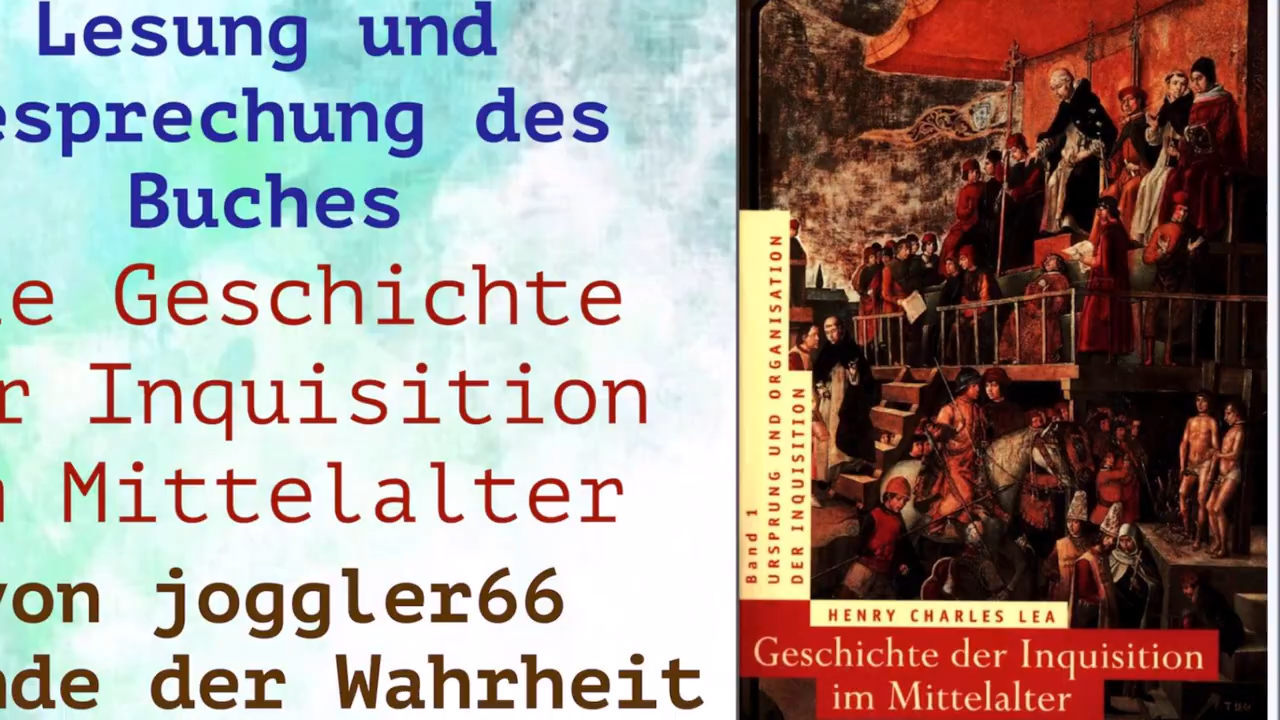 Lesung und
esprechung des
Buches
ie Geschichte
r Inquisition
Mittelalter
von joggler66
nde der Wahrheit
Band 1
URSPRUNG UND ORGANISATION
DER INQUISITION
HENRY CHARLES LEA
Geschichte der Inquisition
im Mittelalter